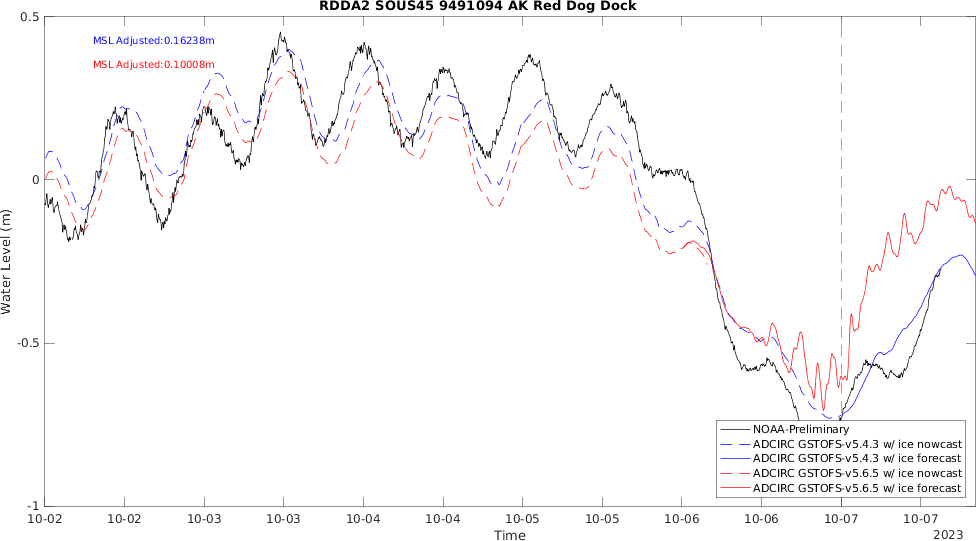 RDDA2 SOUS45 9491094 AK Red Dog Dock
0.5
MSL Adjusted:0.16238m
MSL Adjusted:0.10008m
0
Water Level (m)
-0.5
NOAA-Preliminary
ADCIRC GSTOFS-v5.4.3 w/ ice nowcast
ADCIRC GSTOFS-v5.4.3 w/ ice forecast
ADCIRC GSTOFS-v5.6.5 w/ ice nowcast
ADCIRC GSTOFS-v5.6.5 w/ ice forecast
-1
10-02 10-02 10-03 10-03 10-04 10-04 10-05 10-05 10-06 10-06 10-07 10-07
Time
2023